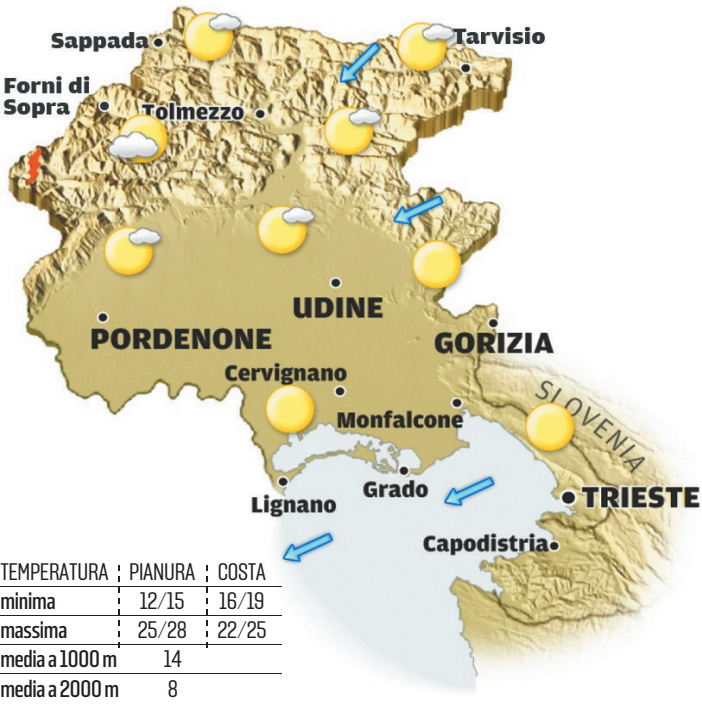 Sappada
Tarvisio
Forni di
Sopra
Tolmezzo
UDINE
PORDENONE
GORIZIA
Cervignano
SLOVENIA
Monfalcone
Grado
Lignano
TRIESTE
Capodistria
TEMPERATURA PIANURA COSTA
minima 12/15 16/19
massima 25/28 22/25
media a 1000 m 14
media a 2000 m 8